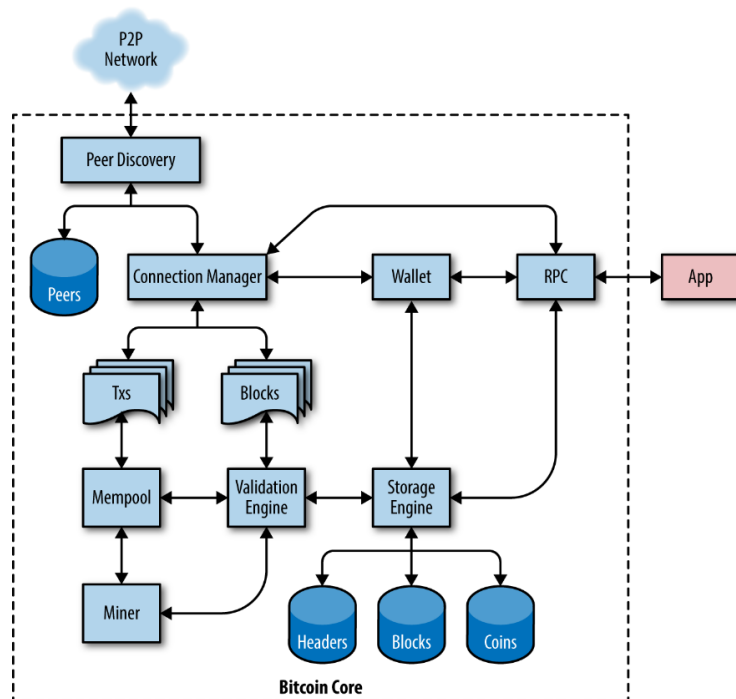 P2P
Network
Peer Discovery
Peers
Connection Manager
Wallet
RPC
App
Txs
Blocks
Mempool
Validation
Engine
Storage
Engine
Miner
Headers
Blocks
Coins
Bitcoin Core